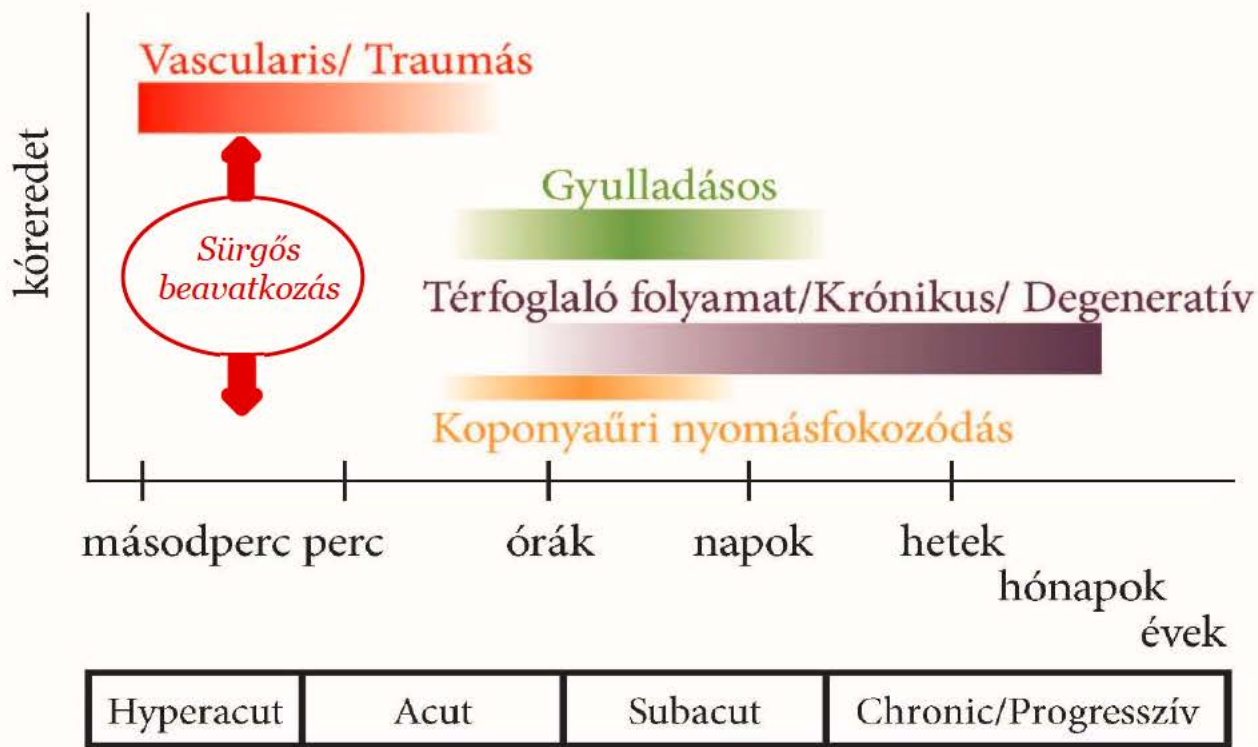 kóreredet
Vascularis/ Traumás
Gyulladásos
Sürgős
beavatkozás
Térfoglaló folyamat/Krónikus/ Degeneratív
Koponyaűri nyomásfokozódás
másodperc perc órák napok hetek
hónapok
évek
Hyperacut Acut Subacut Chronic/Progresszív